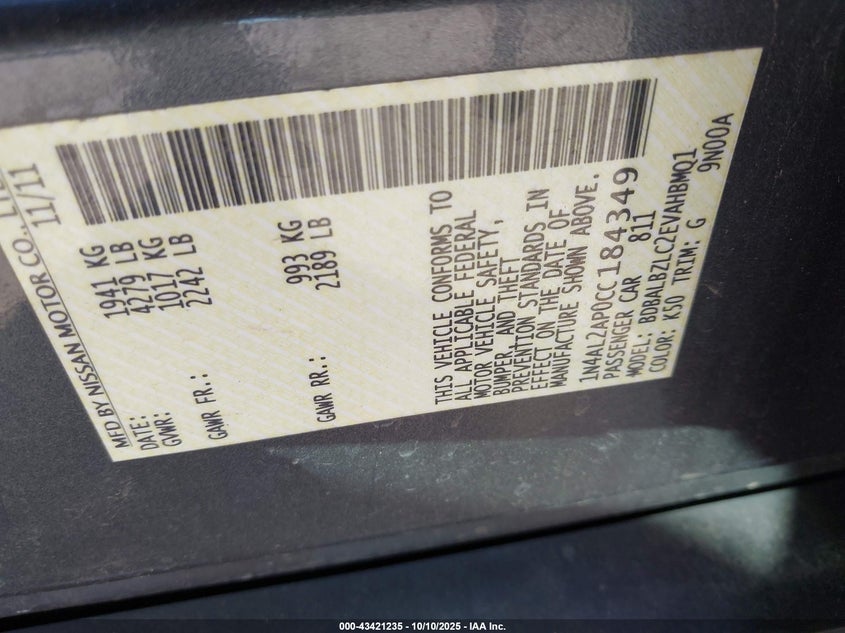 MFD BY NISSAN MOTOR CO.,
DATE: 11/11
GVWR: 1941 KG
4279 LB
GAWR FR.: 1017 KG
2242 LB
GAWR RR.: 993 KG
2189 LB
THIS VEHICLE CONFORMS TO
ALL APPLICABLE FEDERAL
MOTOR VEHICLE SAFETY,
BUMPER, AND THEFT
PREVENTION STANDARDS IN
EFFECT ON THE DATE OF
MANUFACTURE SHOWN ABOVE.
1N4AL2AP0CC184349
PASSENGER CAR 811
MODEL: BDBALBZLC2EVAHBMQ1
COLOR: K50 TRIM: G 9N00A
000-43421235 - 10/10/2025 - IAA Inc.